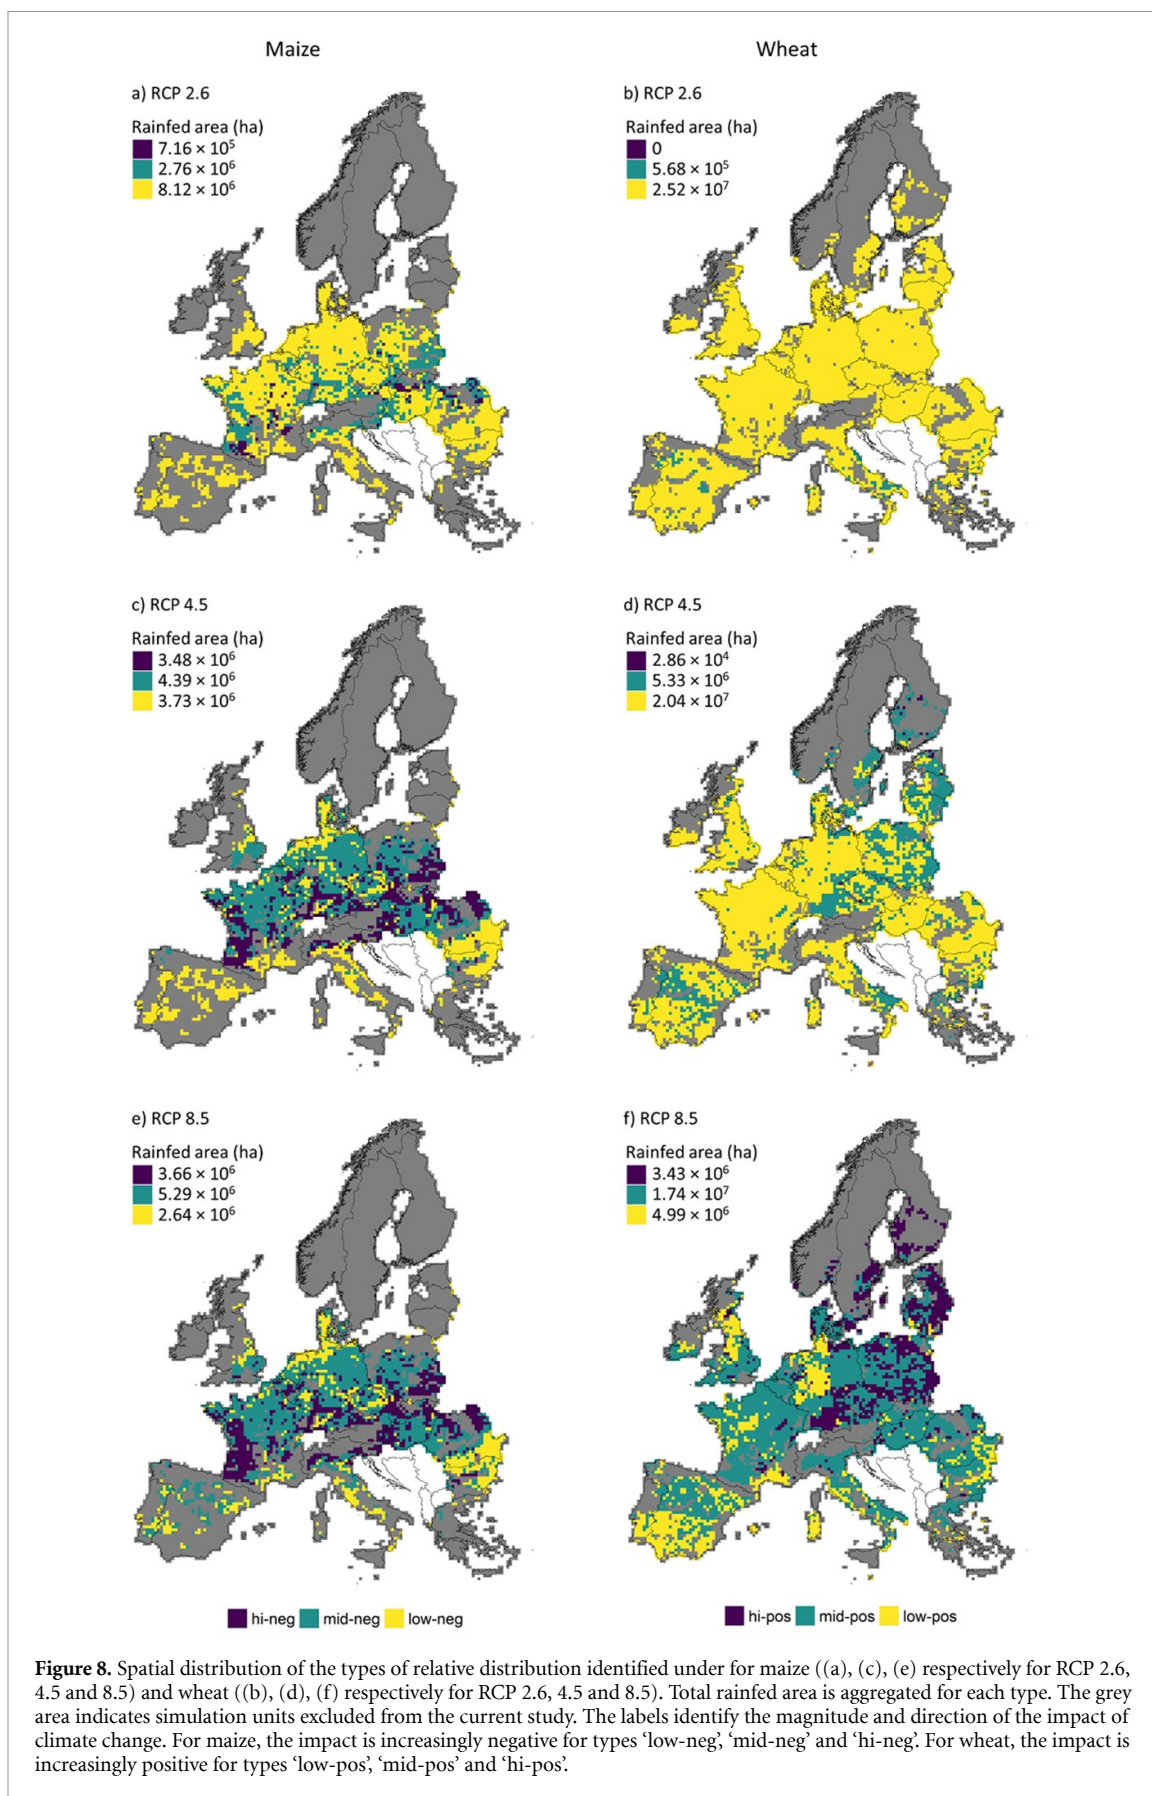 Maize
Wheat
a) RCP 2.6
Rainfed area (ha)
7.16 × 10⁵
2.76 × 10⁶
8.12 × 10⁶
b) RCP 2.6
Rainfed area (ha)
0
5.68 × 10⁵
2.52 × 10⁷
c) RCP 4.5
Rainfed area (ha)
3.48 × 10⁶
4.39 × 10⁶
3.73 × 10⁶
d) RCP 4.5
Rainfed area (ha)
2.86 × 10⁴
5.33 × 10⁶
2.04 × 10⁷
e) RCP 8.5
Rainfed area (ha)
3.66 × 10⁶
5.29 × 10⁶
2.64 × 10⁶
f) RCP 8.5
Rainfed area (ha)
3.43 × 10⁶
1.74 × 10⁷
4.99 × 10⁶
hi-neg mid-neg low-neg
hi-pos mid-pos low-pos
Figure 8. Spatial distribution of the types of relative distribution identified under for maize ((a), (c), (e) respectively for RCP 2.6,
4.5 and 8.5) and wheat ((b), (d), (f) respectively for RCP 2.6, 4.5 and 8.5). Total rainfed area is aggregated for each type. The grey
area indicates simulation units excluded from the current study. The labels identify the magnitude and direction of the impact of
climate change. For maize, the impact is increasingly negative for types ‘low-neg’, ‘mid-neg’ and ‘hi-neg’. For wheat, the impact is
increasingly positive for types ‘low-pos’, ‘mid-pos’ and ‘hi-pos’.